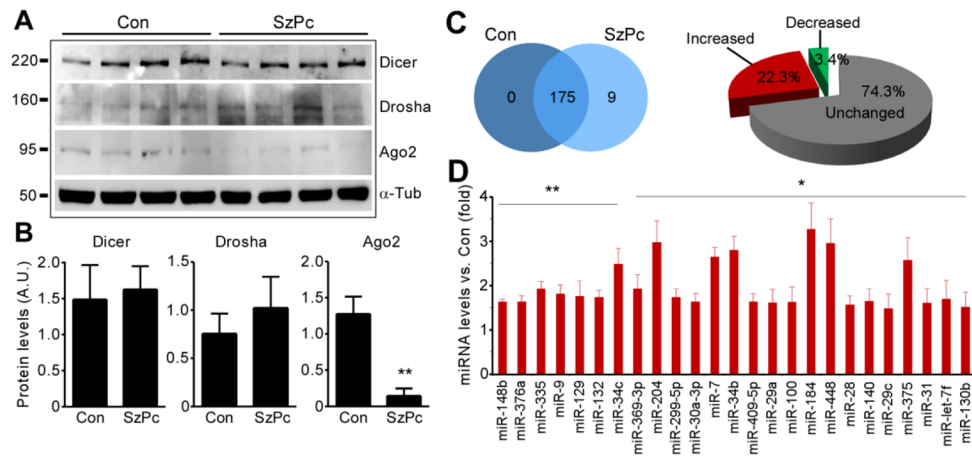 A
Con SzPc
220 Dicer
160 Drosha
95 Ago2
50 α-Tub
B
Dicer Drosha Ago2
Protein levels (A.U.)
2.0 1.5 2.0
1.5 1.0 1.5
1.0 0.5 1.0
0.5 0.5
0.0 0.0 0.0
**
Con SzPc Con SzPc Con SzPc
C
Con SzPc
0 175 9
Decreased
Increased
3.4%
22.3%
74.3%
Unchanged
D
** *
miRNA levels vs. Con (fold)
4
3
2
1
0
miR-148b
miR-376a
miR-335
miR-9
miR-129
miR-132
miR-34c
miR-369-3p
miR-204
miR-299-5p
miR-30a-3p
miR-7
miR-34b
miR-409-5p
miR-29a
miR-100
miR-184
miR-448
miR-28
miR-140
miR-29c
miR-375
miR-31
miR-let-7f
miR-130b